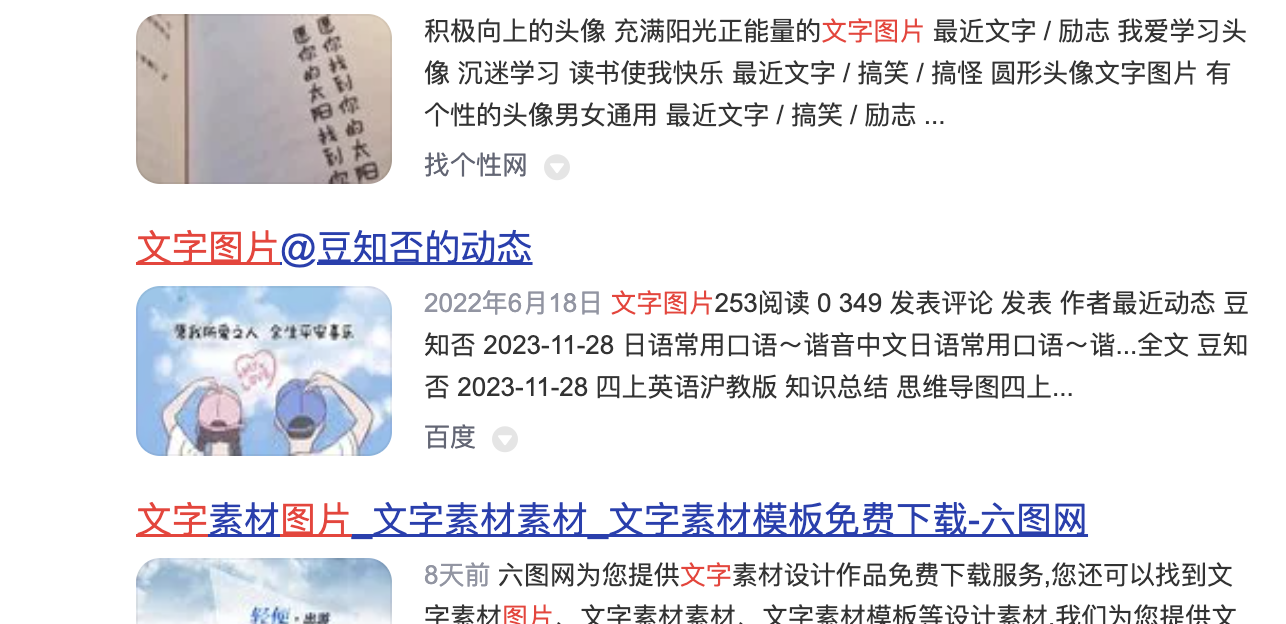 愿你找到你的太阳
愿你的太阳找到你
积极向上的头像 充满阳光正能量的文字图片 最近文字 / 励志 我爱学习头
像 沉迷学习 读书使我快乐 最近文字 / 搞笑 / 搞怪 圆形头像文字图片 有
个性的头像男女通用 最近文字 / 搞笑 / 励志 ...
找个性网
文字图片@豆知否的动态
愿我所爱之人 余生平安喜乐
LOVE
2022年6月18日 文字图片253阅读 0 349 发表评论 发表 作者最近动态 豆
知否 2023-11-28 日语常用口语～谐音中文日语常用口语～谐...全文 豆知
否 2023-11-28 四上英语沪教版 知识总结 思维导图四上...
百度
文字素材图片_文字素材素材_文字素材模板免费下载-六图网
轻便·出游
8天前 六图网为您提供文字素材设计作品免费下载服务,您还可以找到文
字素材图片、文字素材素材、文字素材模板等设计素材,我们为您提供文